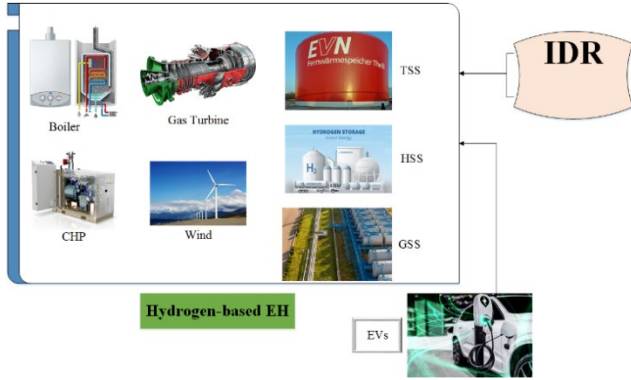 EVN
Fernwärmespeicher Theiß
TSS
IDR
Boiler
Gas Turbine
HYDROGEN STORAGE
H2
HSS
CHP
Wind
GSS
Hydrogen-based EH
EVs